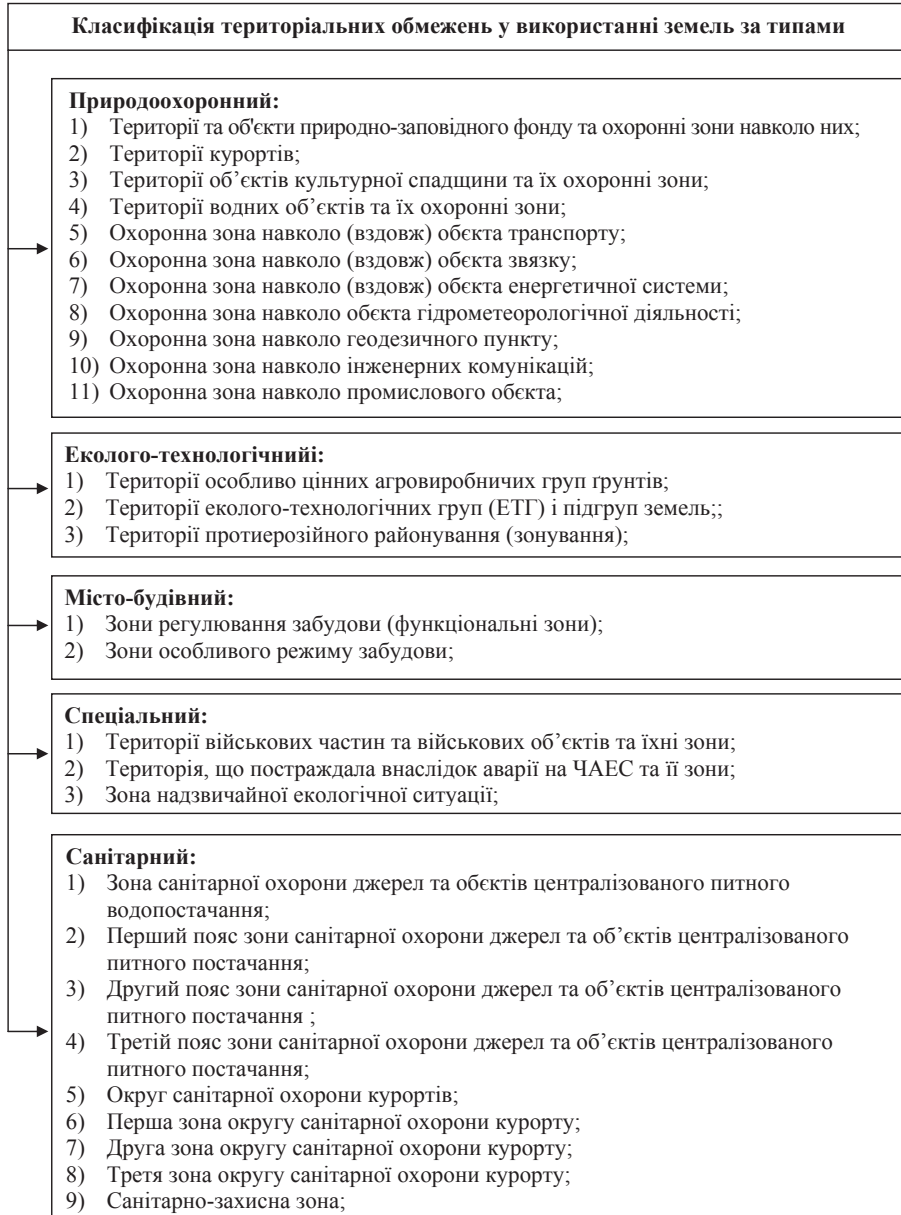 Класифікація територіальних обмежень у використанні земель за типами
Природоохоронний:
1) Території та об'єкти природно-заповідного фонду та охоронні зони навколо них;
2) Території курортів;
3) Території об’єктів культурної спадщини та їх охоронні зони;
4) Території водних об’єктів та їх охоронні зони;
5) Охоронна зона навколо (вздовж) обєкта транспорту;
6) Охоронна зона навколо (вздовж) обєкта звязку;
7) Охоронна зона навколо (вздовж) обєкта енергетичної системи;
8) Охоронна зона навколо обєкта гідрометеорологічної діяльності;
9) Охоронна зона навколо геодезичного пункту;
10) Охоронна зона навколо інженерних комунікацій;
11) Охоронна зона навколо промислового обєкта;
Еколого-технологічнийі:
1) Території особливо цінних агровиробничих груп ґрунтів;
2) Території еколого-технологічних груп (ЕТГ) і підгруп земель;;
3) Території протиерозійного районування (зонування);
Місто-будівний:
1) Зони регулювання забудови (функціональні зони);
2) Зони особливого режиму забудови;
Спеціальний:
1) Території військових частин та військових об’єктів та їхні зони;
2) Територія, що постраждала внаслідок аварії на ЧАЕС та її зони;
3) Зона надзвичайної екологічної ситуації;
Санітарний:
1) Зона санітарної охорони джерел та обєктів централізованого питного
водопостачання;
2) Перший пояс зони санітарної охорони джерел та об’єктів централізованого
питного постачання;
3) Другий пояс зони санітарної охорони джерел та об’єктів централізованого
питного постачання ;
4) Третій пояс зони санітарної охорони джерел та об’єктів централізованого
питного постачання;
5) Округ санітарної охорони курортів;
6) Перша зона округу санітарної охорони курорту;
7) Друга зона округу санітарної охорони курорту;
8) Третя зона округу санітарної охорони курорту;
9) Санітарно-захисна зона;